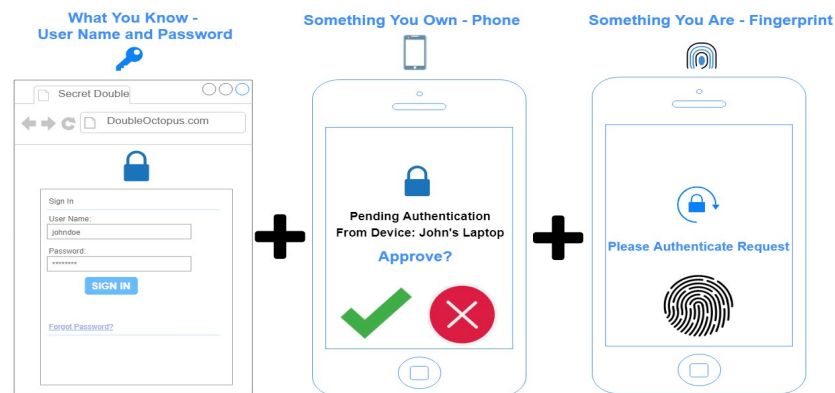 What You Know -
User Name and Password
Secret Double
DoubleOctopus.com
Sign In
User Name:
johndoe
Password:
********
SIGN IN
Forgot Password?
Something You Own - Phone
Pending Authentication
From Device: John's Laptop
Approve?
Something You Are - Fingerprint
Please Authenticate Request